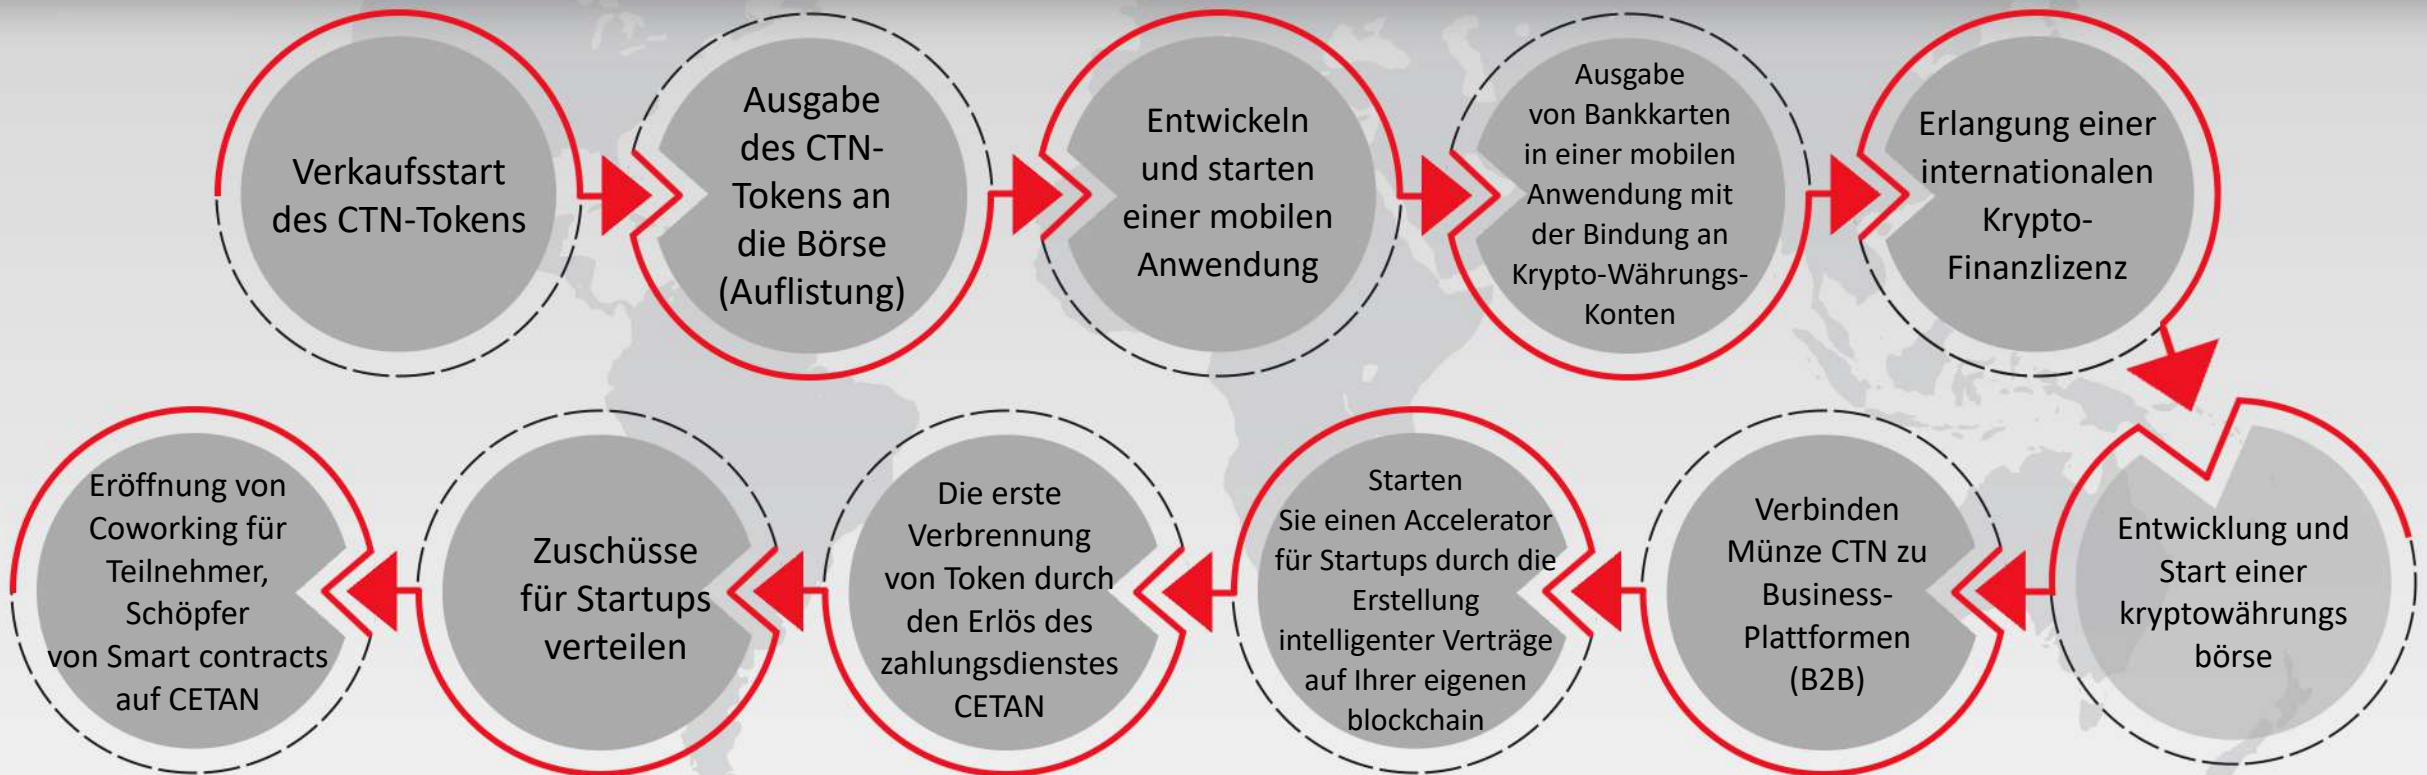 Verkaufsstart
des CTN-Tokens
Ausgabe
des CTN-
Tokens an
die Börse
(Auflistung)
Entwickeln
und starten
einer mobilen
Anwendung
Ausgabe
von Bankkarten
in einer mobilen
Anwendung mit
der Bindung an
Krypto-Währungs-
Konten
Erlangung einer
internationalen
Krypto-
Finanzlizenz
Entwicklung und
Start einer
kryptowährungs
börse
Verbinden
Münze CTN zu
Business-
Plattformen
(B2B)
Starten
Sie einen Accelerator
für Startups durch die
Erstellung
intelligenter Verträge
auf Ihrer eigenen
blockchain
Die erste
Verbrennung
von Token durch
den Erlös des
zahlungsdienstes
CETAN
Zuschüsse
für Startups
verteilen
Eröffnung von
Coworking für
Teilnehmer,
Schöpfer
von Smart contracts
auf CETAN